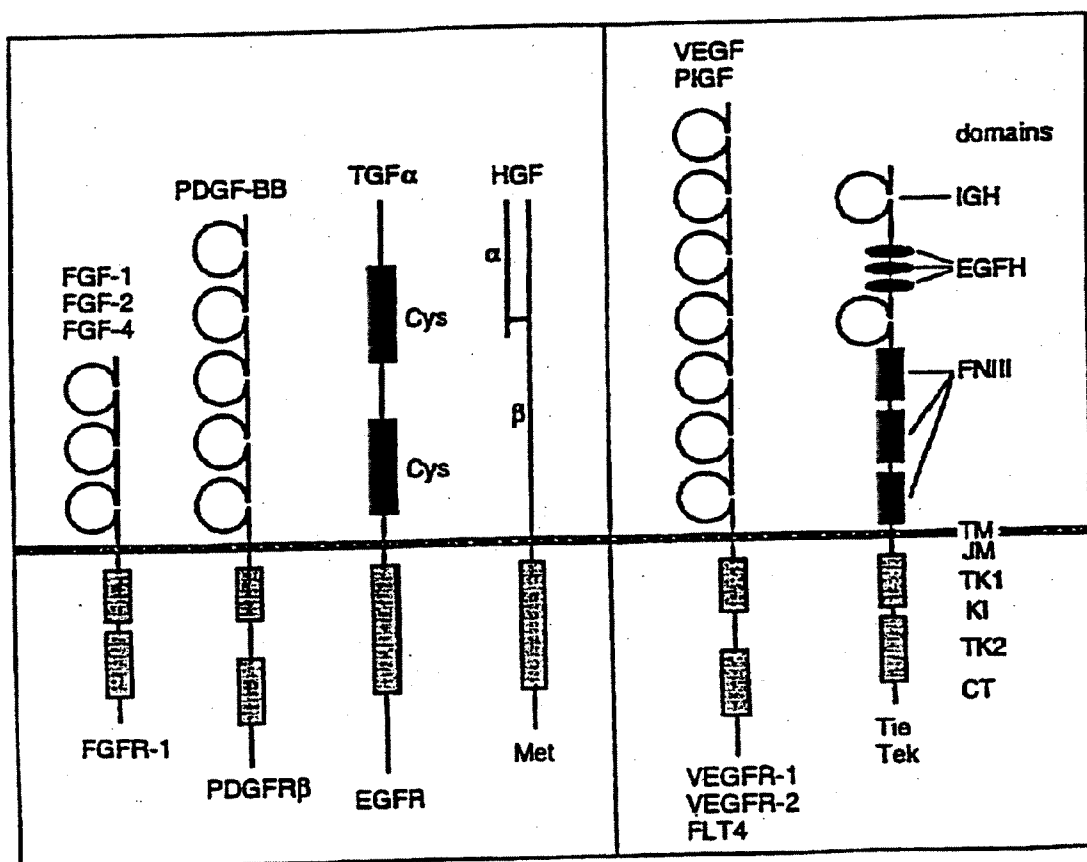 FGF-1
FGF-2
FGF-4
PDGF-BB
TGFα
HGF
α
β
Cys
Cys
FGFR-1
PDGFRβ
EGFR
Met
VEGF
PlGF
domains
IGH
EGFH
FNIII
TM
JM
TK1
KI
TK2
CT
VEGFR-1
VEGFR-2
FLT4
Tie
Tek